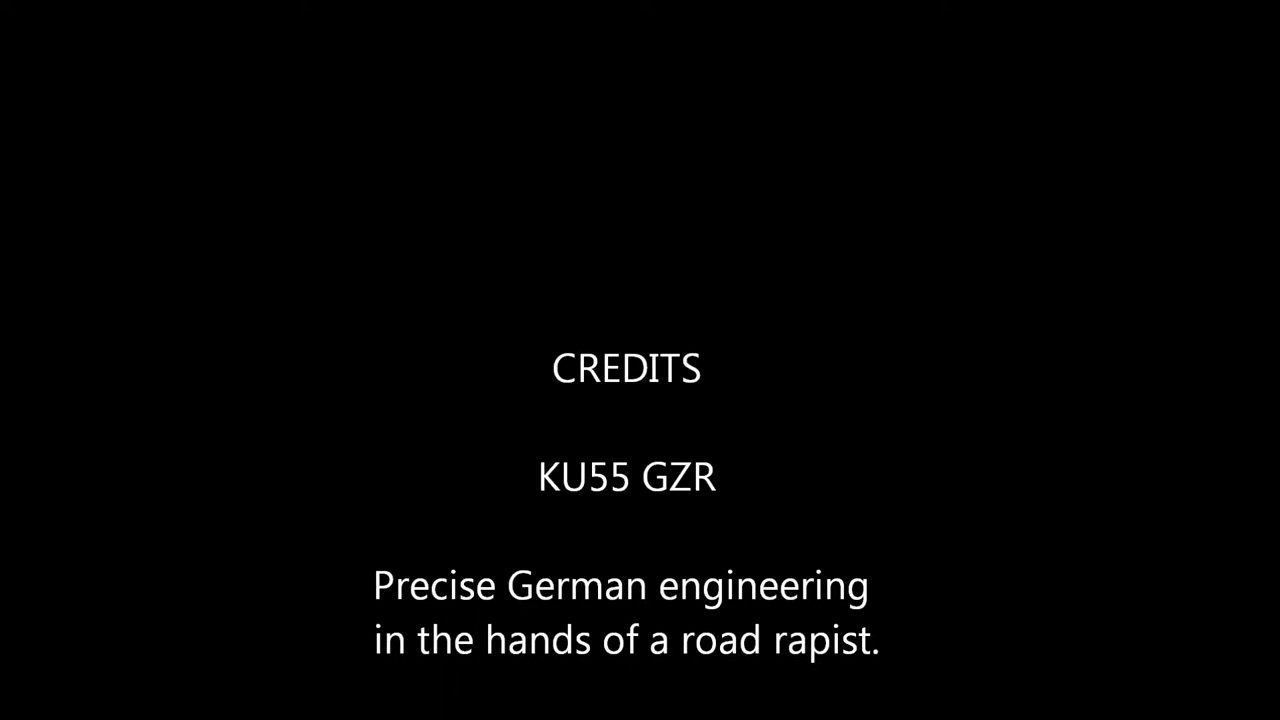 CREDITS
KU55 GZR
Precise German engineering
in the hands of a road rapist.